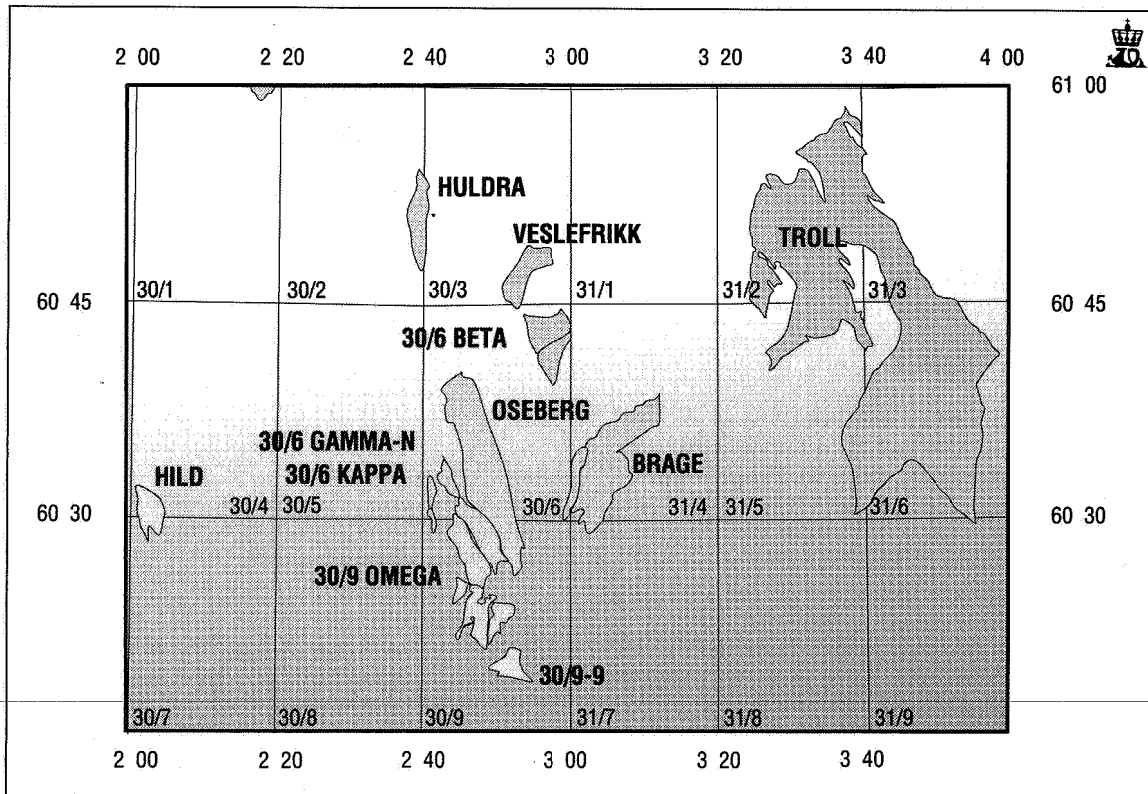 2 00 2 20 2 40 3 00 3 20 3 40 4 00
61 00
HULDRA
VESLEFRIKK
TROLL
60 45 30/1 30/2 30/3 31/1 31/2 31/3 60 45
30/6 BETA
OSEBERG
30/6 GAMMA-N
HILD 30/6 KAPPA BRAGE
60 30 30/4 30/5 30/6 31/4 31/5 31/6 60 30
30/9 OMEGA
30/9-9
30/7 30/8 30/9 31/7 31/8 31/9
2 00 2 20 2 40 3 00 3 20 3 40